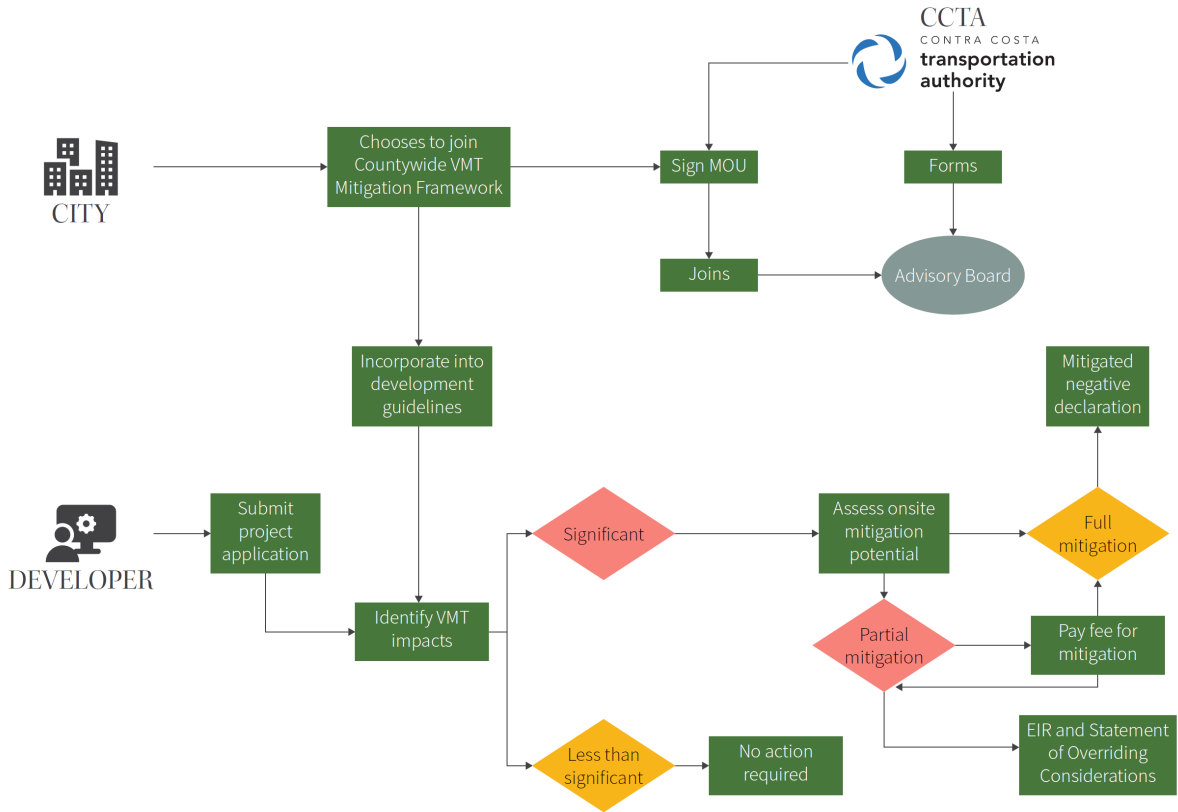 CCTA
CONTRA COSTA
transportation
authority
CITY
Chooses to join
Countywide VMT
Mitigation Framework
Sign MOU
Forms
Joins
Advisory Board
Incorporate into
development
guidelines
Mitigated
negative
declaration
DEVELOPER
Submit
project
application
Significant
Assess onsite
mitigation
potential
Full
mitigation
Identify VMT
impacts
Partial
mitigation
Pay fee for
mitigation
Less than
significant
No action
required
EIR and Statement
of Overriding
Considerations